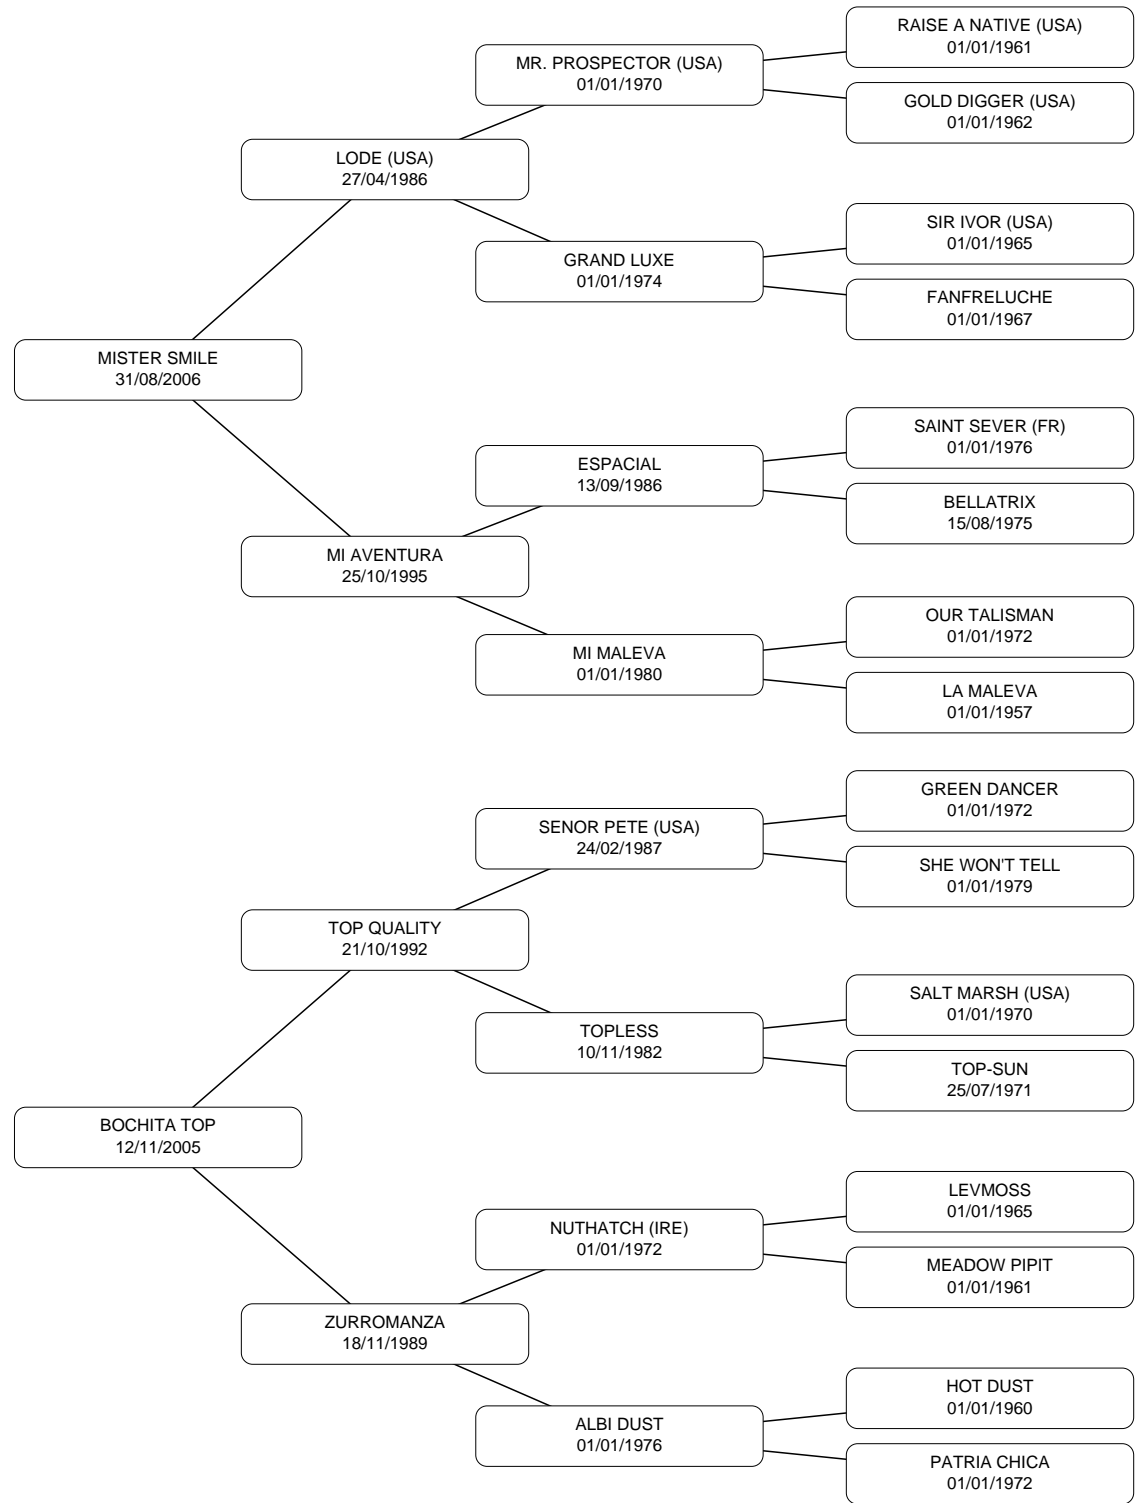 RAISE A NATIVE (USA)
01/01/1961
MR. PROSPECTOR (USA)
01/01/1970
GOLD DIGGER (USA)
01/01/1962
LODE (USA)
27/04/1986
SIR IVOR (USA)
01/01/1965
GRAND LUXE
01/01/1974
FANFRELUCHE
01/01/1967
MISTER SMILE
31/08/2006
SAINT SEVER (FR)
01/01/1976
ESPACIAL
13/09/1986
BELLATRIX
15/08/1975
MI AVENTURA
25/10/1995
OUR TALISMAN
01/01/1972
MI MALEVA
01/01/1980
LA MALEVA
01/01/1957
GREEN DANCER
01/01/1972
SENOR PETE (USA)
24/02/1987
SHE WON'T TELL
01/01/1979
TOP QUALITY
21/10/1992
SALT MARSH (USA)
01/01/1970
TOPLESS
10/11/1982
TOP-SUN
25/07/1971
BOCHITA TOP
12/11/2005
LEVMOSS
01/01/1965
NUTHATCH (IRE)
01/01/1972
MEADOW PIPIT
01/01/1961
ZURROMANZA
18/11/1989
HOT DUST
01/01/1960
ALBI DUST
01/01/1976
PATRIA CHICA
01/01/1972